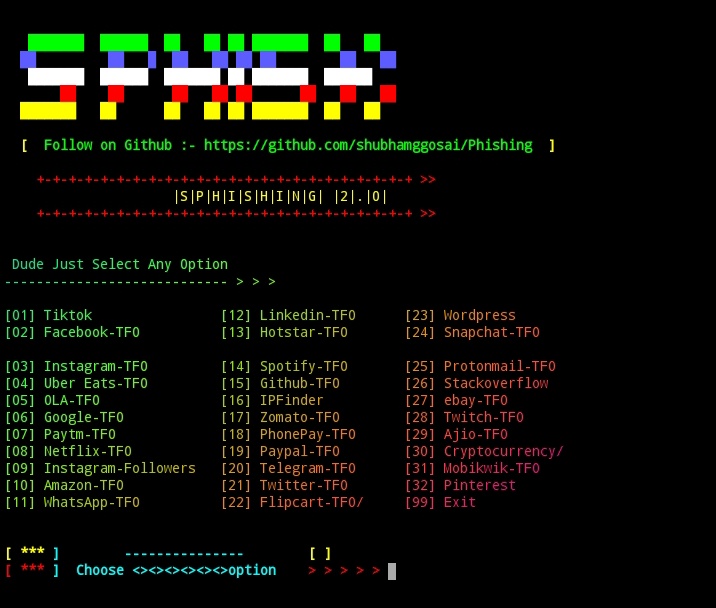 SPHEX
[ Follow on Github :- https://github.com/shubhamggosai/Phishing ]
+-+-+-+-+-+-+-+-+-+-+-+-+-+-+-+-+-+-+-+-+-+-+-+ >>
|S|P|H|I|S|H|I|N|G| |2|.|0|
+-+-+-+-+-+-+-+-+-+-+-+-+-+-+-+-+-+-+-+-+-+-+-+ >>
Dude Just Select Any Option
---------------------------- > > >
[01] Tiktok [12] Linkedin-TFO [23] Wordpress
[02] Facebook-TFO [13] Hotstar-TFO [24] Snapchat-TFO
[03] Instagram-TFO [14] Spotify-TFO [25] Protonmail-TFO
[04] Uber Eats-TFO [15] Github-TFO [26] Stackoverflow
[05] OLA-TFO [16] IPFinder [27] ebay-TFO
[06] Google-TFO [17] Zomato-TFO [28] Twitch-TFO
[07] Paytm-TFO [18] PhonePay-TFO [29] Ajio-TFO
[08] Netflix-TFO [19] Paypal-TFO [30] Cryptocurrency/
[09] Instagram-Followers [20] Telegram-TFO [31] Mobikwik-TFO
[10] Amazon-TFO [21] Twitter-TFO [32] Pinterest
[11] WhatsApp-TFO [22] Flipcart-TFO/ [99] Exit
[ *** ] --------------- [ ]
[ *** ] Choose <><><><><><>option > > > > >